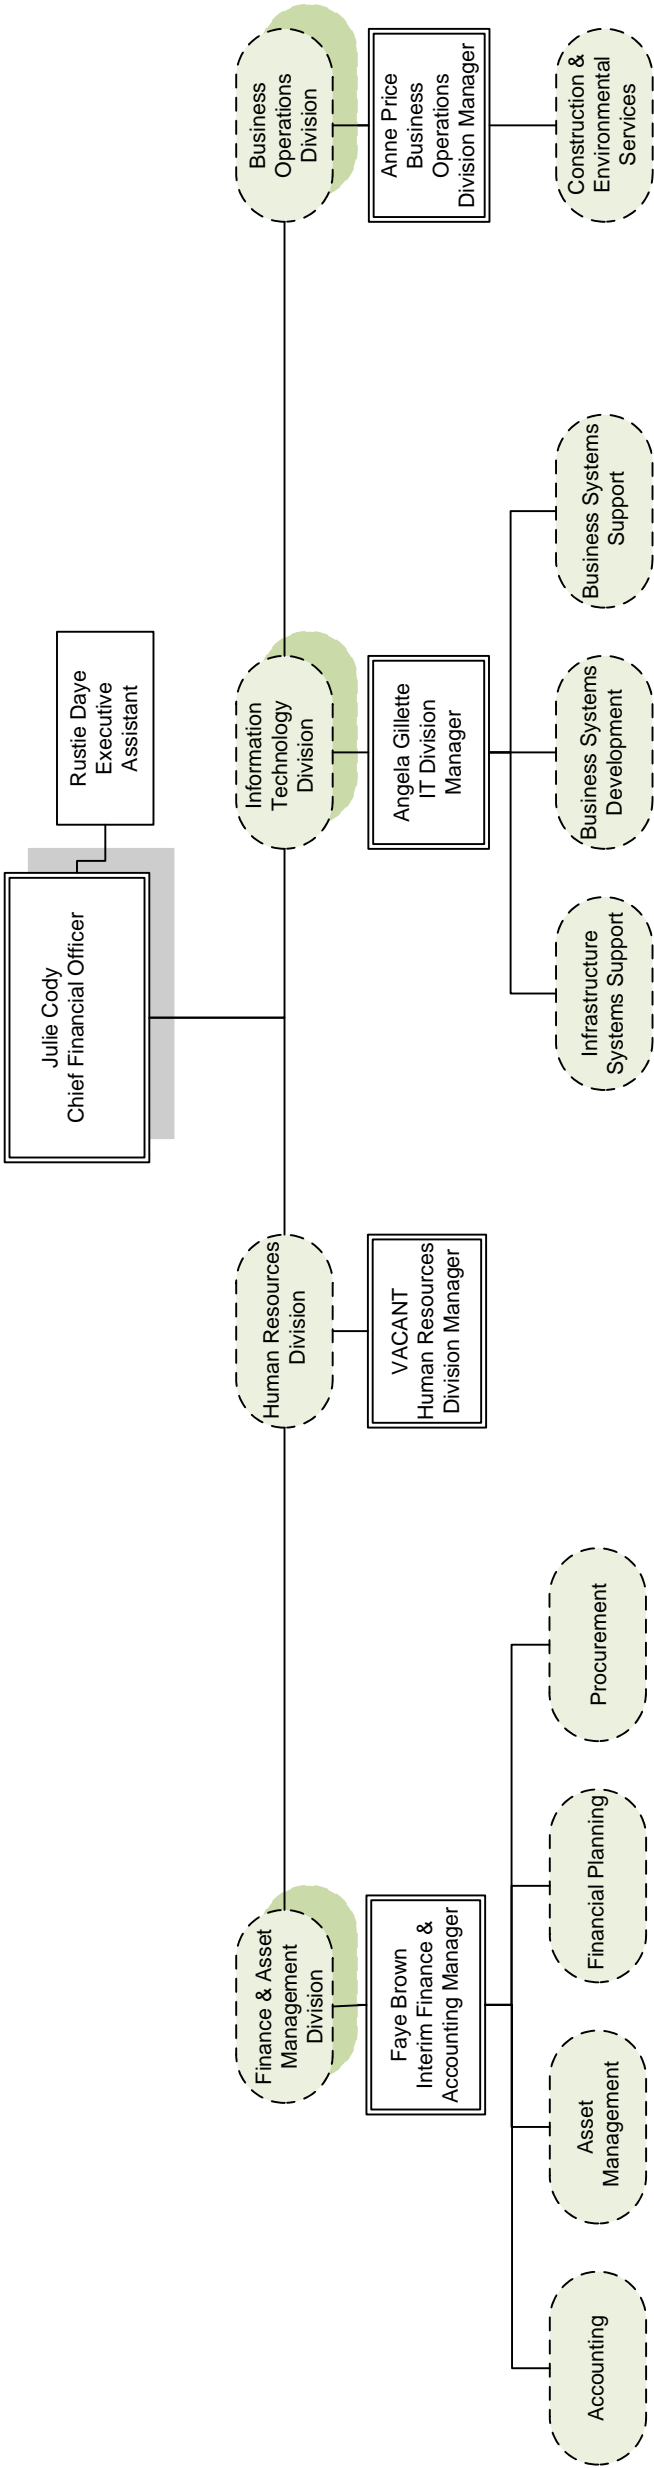 Julie Cody
Chief Financial Officer
Rustie Daye
Executive
Assistant
Finance & Asset
Management
Division
Human Resources
Division
Information
Technology
Division
Business
Operations
Division
Faye Brown
Interim Finance &
Accounting Manager
VACANT
Human Resources
Division Manager
Angela Gillette
IT Division
Manager
Anne Price
Business
Operations
Division Manager
Accounting
Asset
Management
Financial Planning
Procurement
Infrastructure
Systems Support
Business Systems
Development
Business Systems
Support
Construction &
Environmental
Services